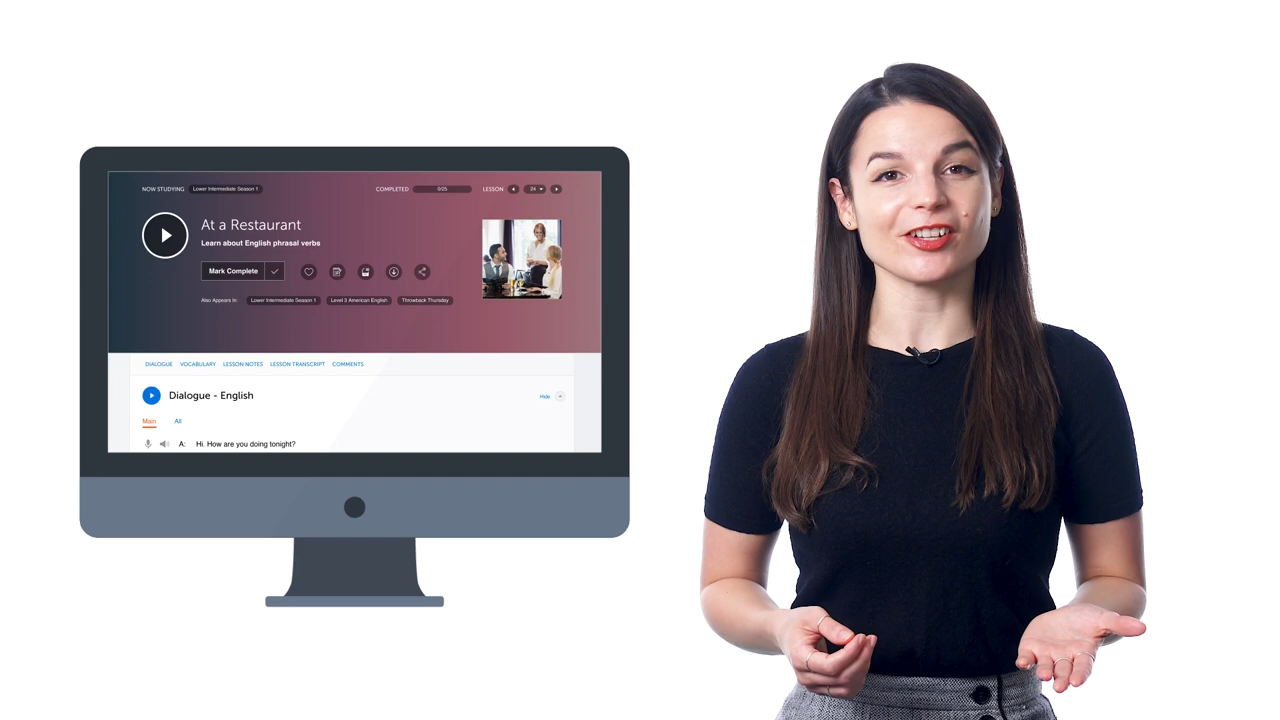 NOW STUDYING Lower Intermediate Season 1 COMPLETED 0/25 LESSON 24
At a Restaurant
Learn about English phrasal verbs
Mark Complete
Also Appears In: Lower Intermediate Season 1 Level 3 American English Throwback Thursday
DIALOGUE VOCABULARY LESSON NOTES LESSON TRANSCRIPT COMMENTS
Dialogue - English Hide
Main All
A: Hi. How are you doing tonight?